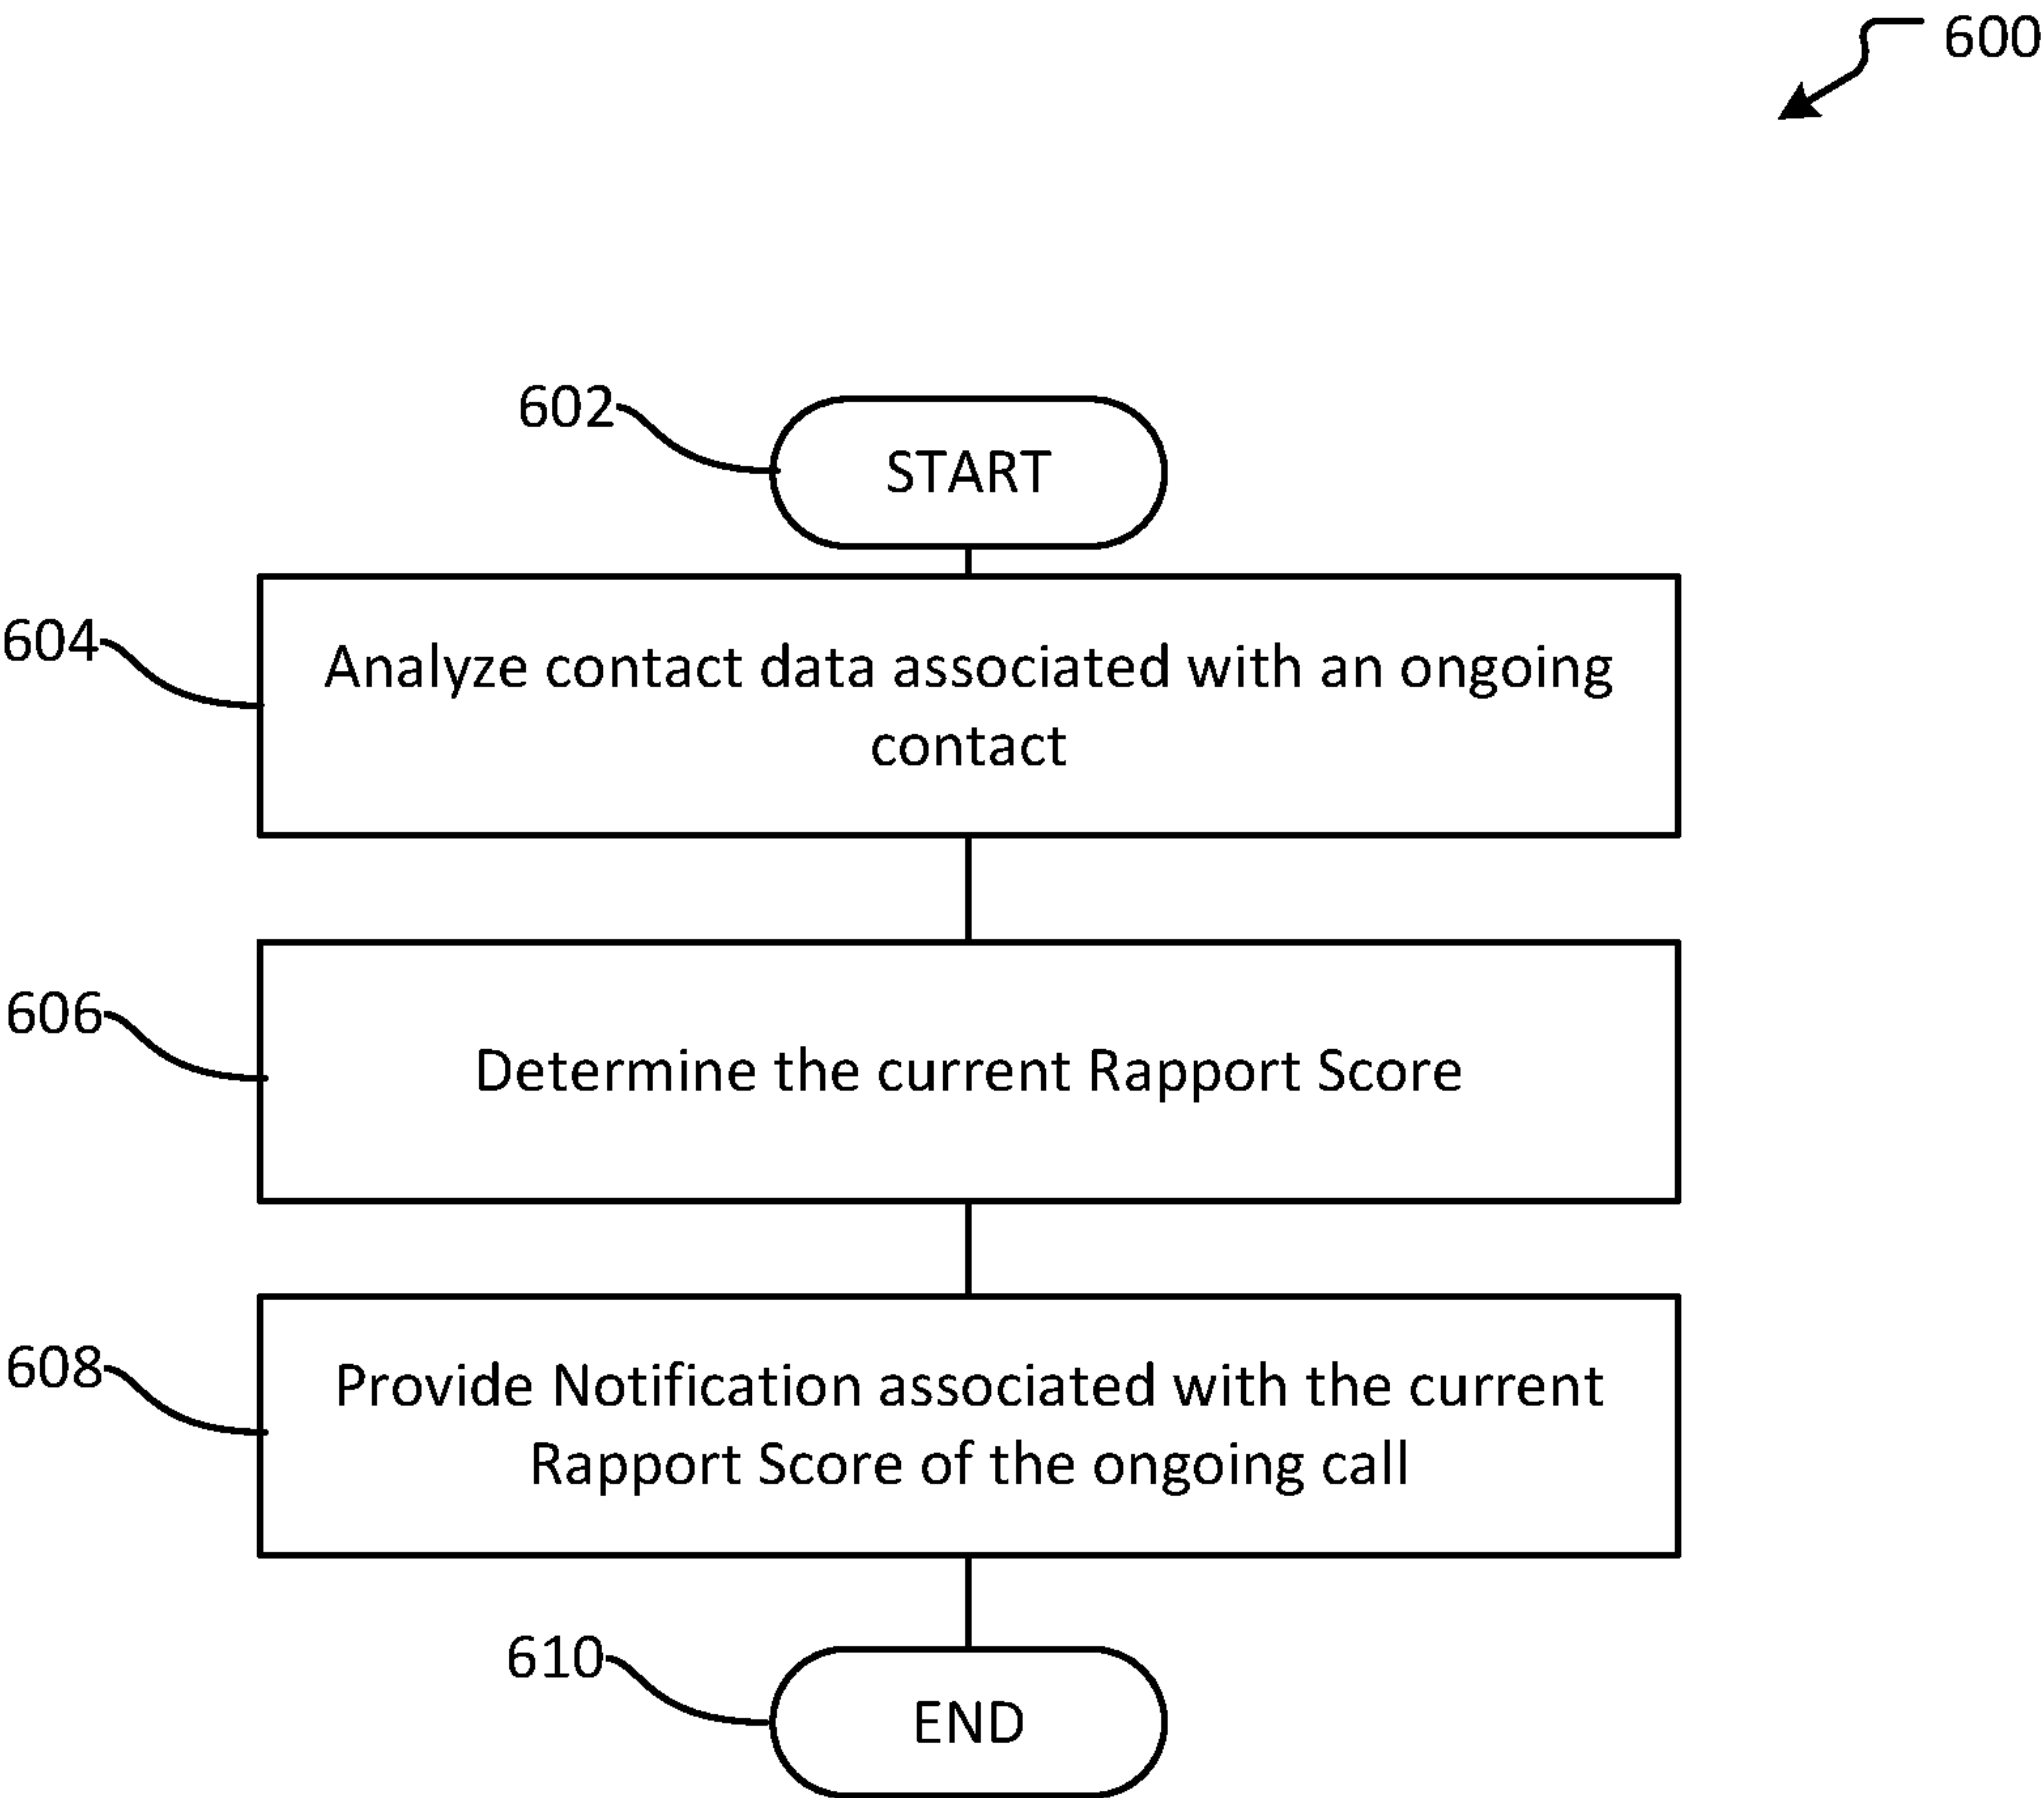 600
602
START
604
Analyze contact data associated with an ongoing
contact
606
Determine the current Rapport Score
608
Provide Notification associated with the current
Rapport Score of the ongoing call
610
END